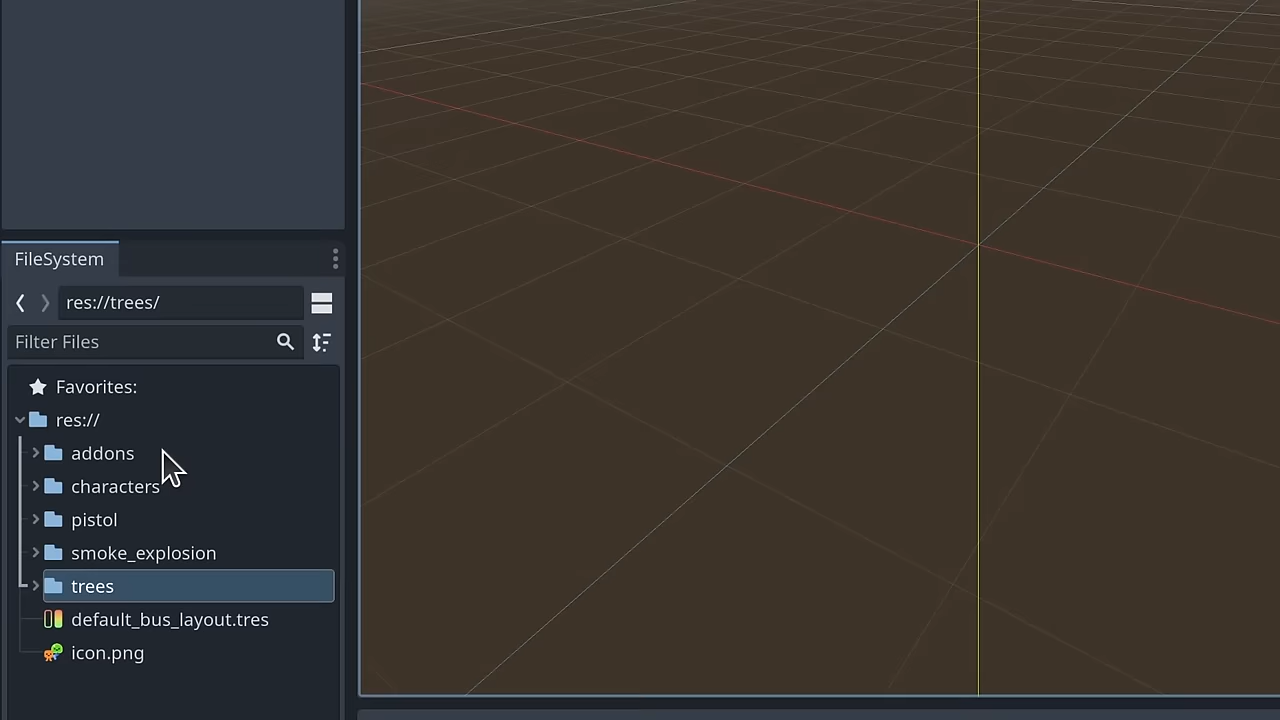 FileSystem
res://trees/
Filter Files
Favorites:
res://
addons
characters
pistol
smoke_explosion
trees
default_bus_layout.tres
icon.png